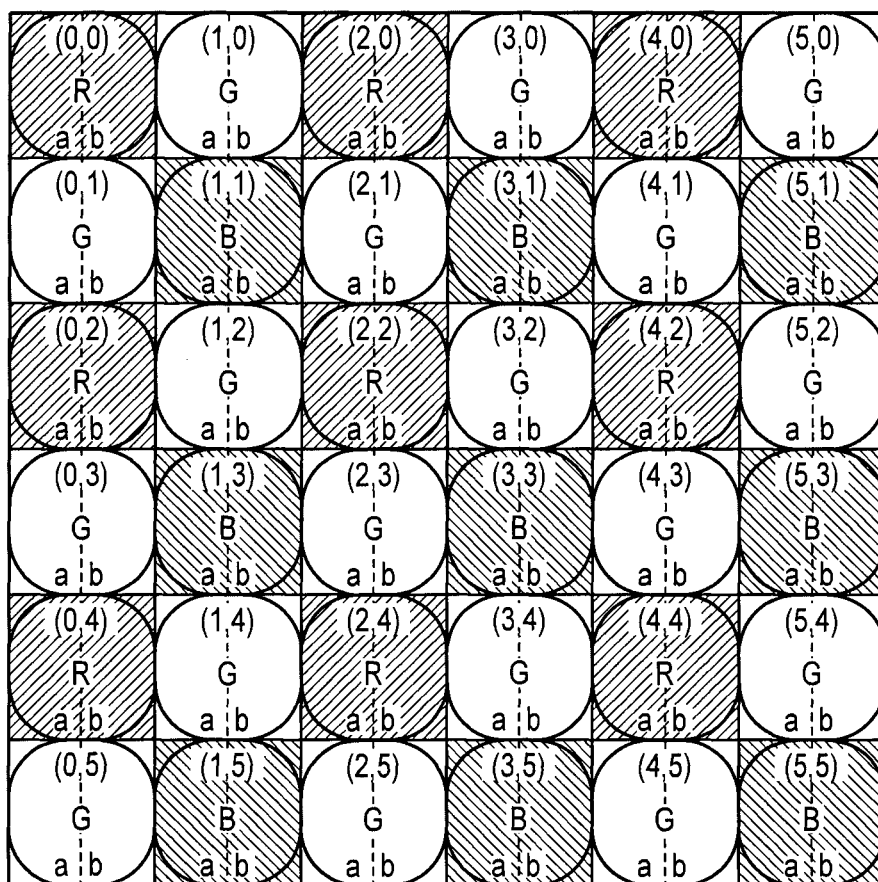 (0,0) (1,0) (2,0) (3,0) (4,0) (5,0)
R G R G R G
a b a b a b a b a b a b
(0,1) (1,1) (2,1) (3,1) (4,1) (5,1)
G B G B G B
a b a b a b a b a b a b
(0,2) (1,2) (2,2) (3,2) (4,2) (5,2)
R G R G R G
a b a b a b a b a b a b
(0,3) (1,3) (2,3) (3,3) (4,3) (5,3)
G B G B G B
a b a b a b a b a b a b
(0,4) (1,4) (2,4) (3,4) (4,4) (5,4)
R G R G R G
a b a b a b a b a b a b
(0,5) (1,5) (2,5) (3,5) (4,5) (5,5)
G B G B G B
a b a b a b a b a b a b